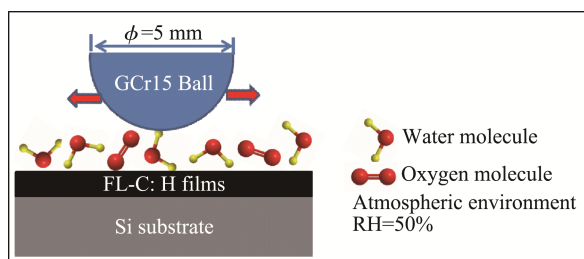 ϕ=5 mm
GCr15 Ball
Water molecule
Oxygen molecule
Atmospheric environment
RH=50%
FL-C: H films
Si substrate